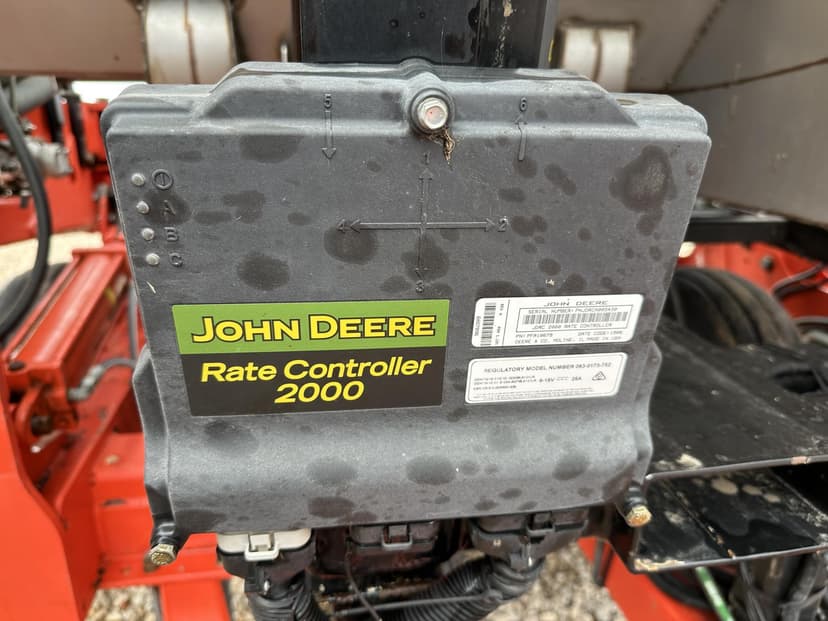 5
6
1
A
B
4
2
C
3
JOHN DEERE
Rate Controller
2000
JOHN DEERE
JDRC 2000 RATE CONTROLLER
DEERE & CO. MOLINE, IL MADE IN USA
REGULATORY MODEL NUMBER